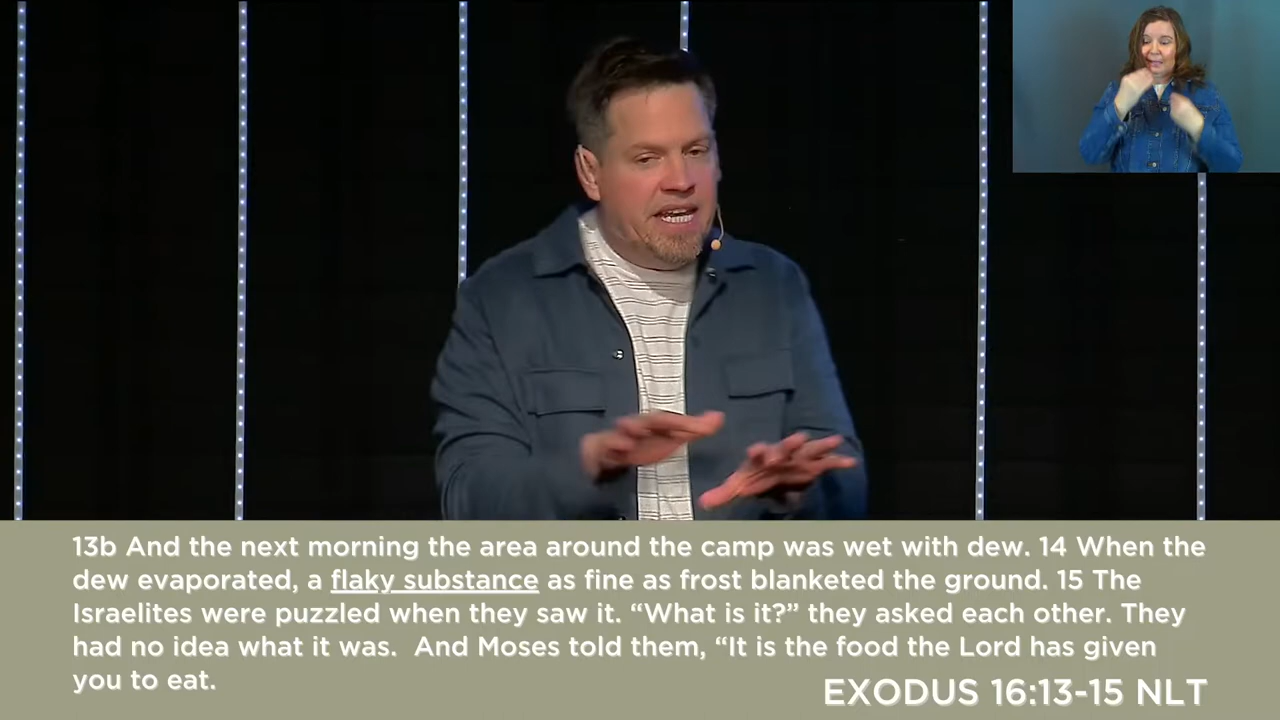 13b And the next morning the area around the camp was wet with dew. 14 When the
dew evaporated, a flaky substance as fine as frost blanketed the ground. 15 The
Israelites were puzzled when they saw it. “What is it?” they asked each other. They
had no idea what it was.  And Moses told them, “It is the food the Lord has given
you to eat.
EXODUS 16:13-15 NLT